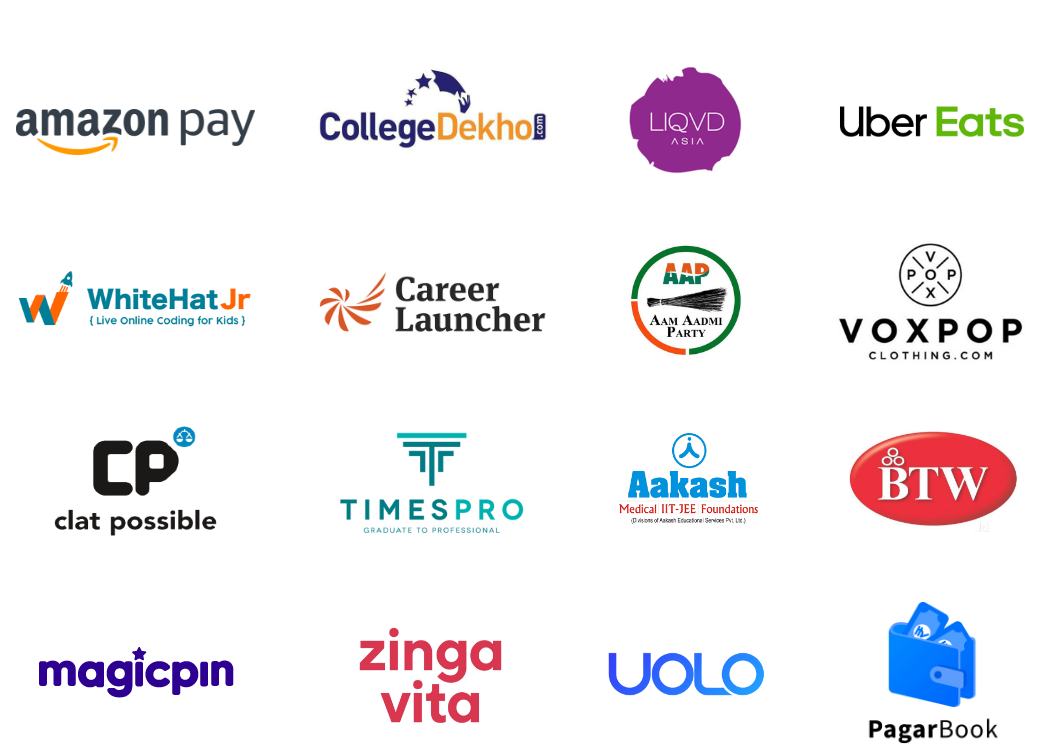 amazon pay
CollegeDekho.com
LIQVD
ASIA
Uber Eats
WhiteHat Jr
{ Live Online Coding for Kids }
Career
Launcher
AAP
AAM AADMI
PARTY
V
P O P
X
VOXPOP
CLOTHING.COM
CP
clat possible
T
TIMESPRO
GRADUATE TO PROFESSIONAL
Aakash
Medical IIT-JEE Foundations
(Divisions of Aakash Educational Services Pvt. Ltd.)
BTW
magicpin
zinga
vita
UOLO
PagarBook